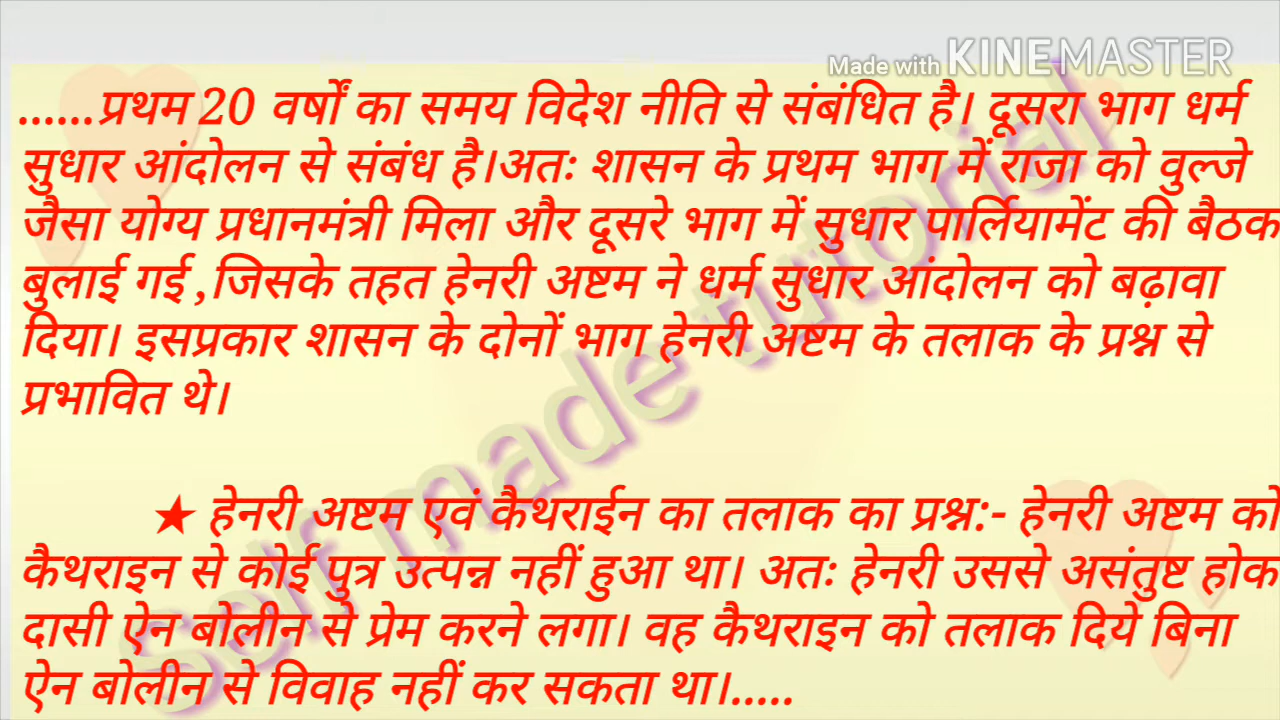 Made with KINEMASTER
......प्रथम 20 वर्षों का समय विदेश नीति से संबंधित है। दूसरा भाग धर्म
सुधार आंदोलन से संबंध है।अतः शासन के प्रथम भाग में राजा को वुल्जे
जैसा योग्य प्रधानमंत्री मिला और दूसरे भाग में सुधार पार्लियामेंट की बैठक
बुलाई गई ,जिसके तहत हेनरी अष्टम ने धर्म सुधार आंदोलन को बढ़ावा
दिया। इसप्रकार शासन के दोनों भाग हेनरी अष्टम के तलाक के प्रश्न से
प्रभावित थे।
★ हेनरी अष्टम एवं कैथराईन का तलाक का प्रश्न:- हेनरी अष्टम को
कैथराइन से कोई पुत्र उत्पन्न नहीं हुआ था। अतः हेनरी उससे असंतुष्ट होक
दासी ऐन बोलीन से प्रेम करने लगा। वह कैथराइन को तलाक दिये बिना
ऐन बोलीन से विवाह नहीं कर सकता था।.....
Self made tutorial